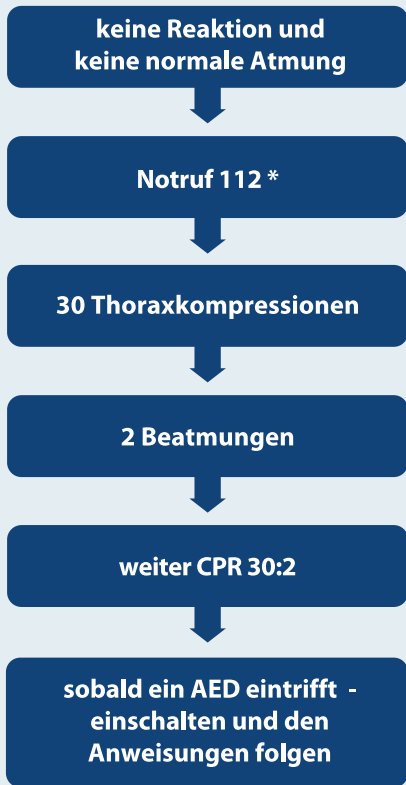 keine Reaktion und
keine normale Atmung
Notruf 112 *
30 Thoraxkompressionen
2 Beatmungen
weiter CPR 30:2
sobald ein AED eintrifft -
einschalten und den
Anweisungen folgen